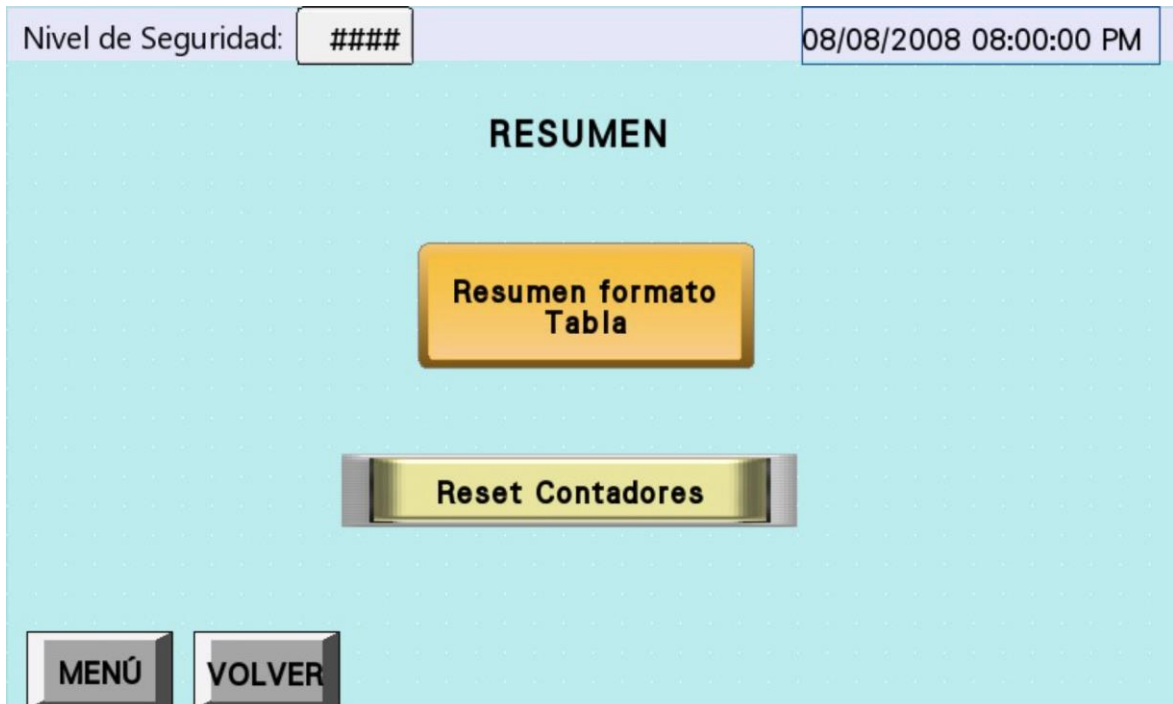 Nivel de Seguridad: #### 08/08/2008 08:00:00 PM
RESUMEN
Resumen formato
Tabla
Reset Contadores
MENÚ VOLVER